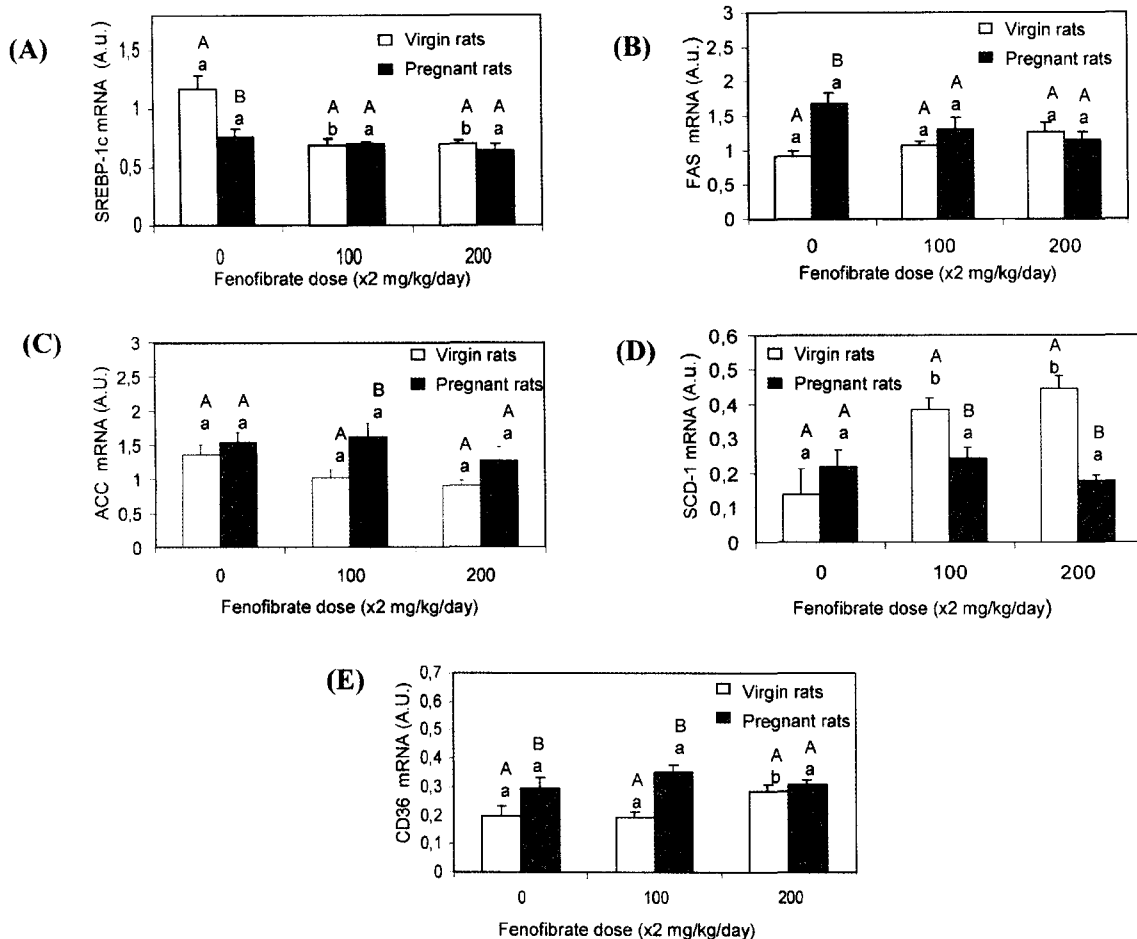 (A)
SREBP-1c mRNA (A.u.)
1,5
1
0,5
0
Virgin rats
Pregnant rats
A
a
B
a
A
b
A
a
A
b
A
a
0
100
200
Fenofibrate dose (x2 mg/kg/day)
(B)
FAS mRNA (A.u.)
3
2,5
2
1,5
1
0,5
0
Virgin rats
Pregnant rats
A
a
B
a
A
a
A
a
A
a
A
a
0
100
200
Fenofibrate dose (x2 mg/kg/day)
(C)
ACC mRNA (A.U.)
3
2,5
2
1,5
1
0,5
0
Virgin rats
Pregnant rats
A
a
A
a
A
a
B
a
A
a
A
a
0
100
200
Fenofibrate dose (x2 mg/kg/day)
(D)
SCD-1 mRNA (A.U.)
0,6
0,5
0,4
0,3
0,2
0,1
0
Virgin rats
Pregnant rats
A
a
A
a
A
b
B
a
A
b
B
a
0
100
200
Fenofibrate dose (x2 mg/kg/day)
(E)
CD36 mRNA (A.U.)
0,7
0,6
0,5
0,4
0,3
0,2
0,1
0
Virgin rats
Pregnant rats
A
a
B
a
A
a
B
a
A
b
A
a
0
100
200
Fenofibrate dose (x2 mg/kg/day)